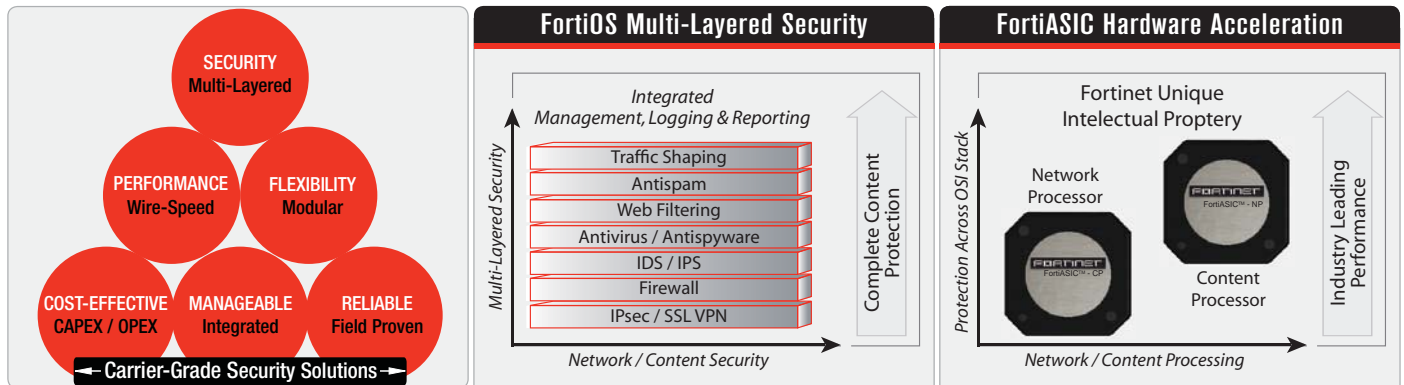 SECURITY
Multi-Layered
PERFORMANCE
Wire-Speed
FLEXIBILITY
Modular
COST-EFFECTIVE
CAPEX / OPEX
MANAGEABLE
Integrated
RELIABLE
Field Proven
Carrier-Grade Security Solutions
FortiOS Multi-Layered Security
Multi-Layered Security
Integrated
Management, Logging & Reporting
Traffic Shaping
Antispam
Web Filtering
Antivirus / Antispyware
IDS / IPS
Firewall
IPsec / SSL VPN
Network / Content Security
Complete Content
Protection
FortiASIC Hardware Acceleration
Protection Across OSI Stack
Fortinet Unique
Intelectual Proptery
Network
Processor
FORTINET
FortiASIC™ - CP
FORTINET
FortiASIC™ - NP
Content
Processor
Network / Content Processing
Industry Leading
Performance